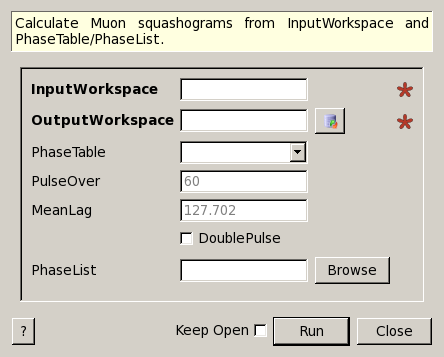 Calculate Muon squashograms from InputWorkspace and
PhaseTable/PhaseList.
InputWorkspace *
OutputWorkspace *
PhaseTable
PulseOver 60
MeanLag 127.702
DoublePulse
PhaseList Browse
? Keep Open Run Close